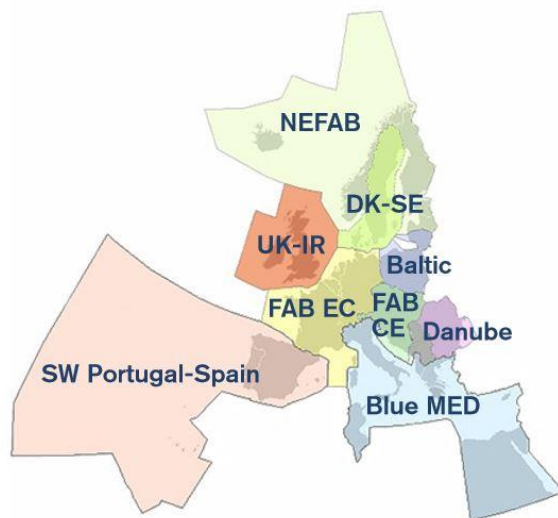 NEFAB
DK-SE
UK-IR
Baltic
FAB EC
FAB
CE
Danube
SW Portugal-Spain
Blue MED